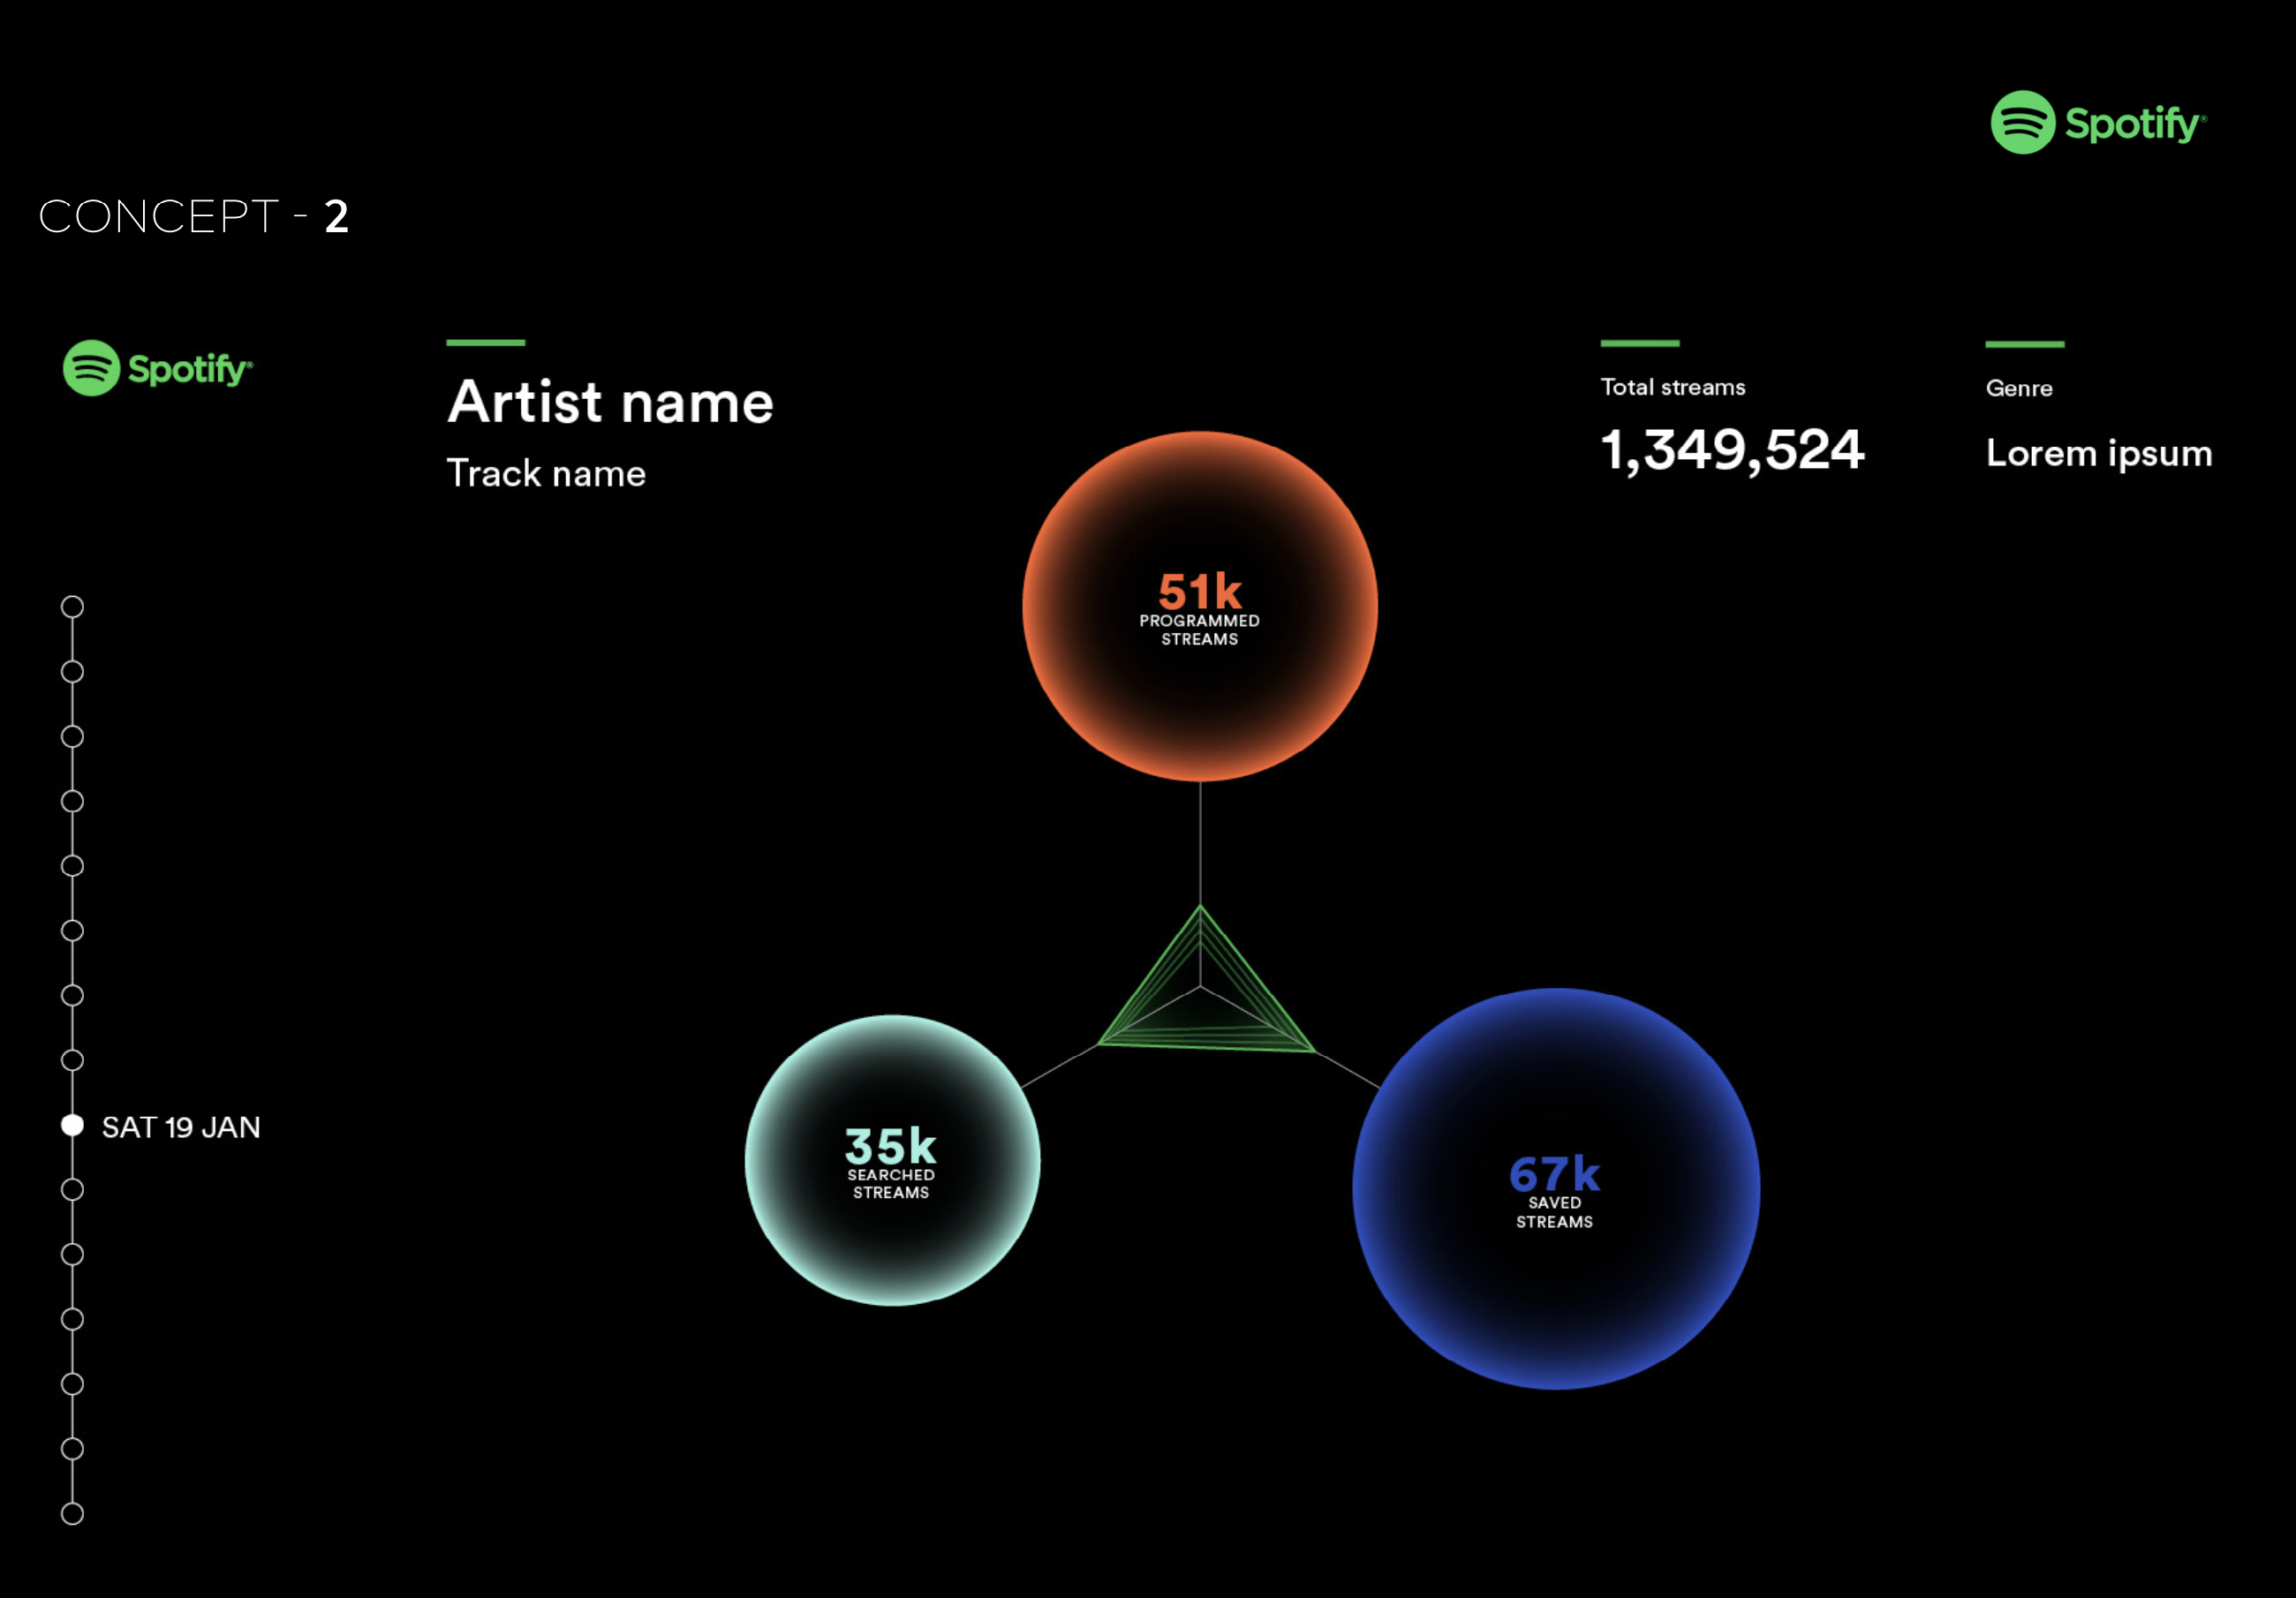 Spotify®
CONCEPT - 2
Spotify®
Artist name
Track name
Total streams
1,349,524
Genre
Lorem ipsum
51k
PROGRAMMED
STREAMS
SAT 19 JAN
35k
SEARCHED
STREAMS
67k
SAVED
STREAMS